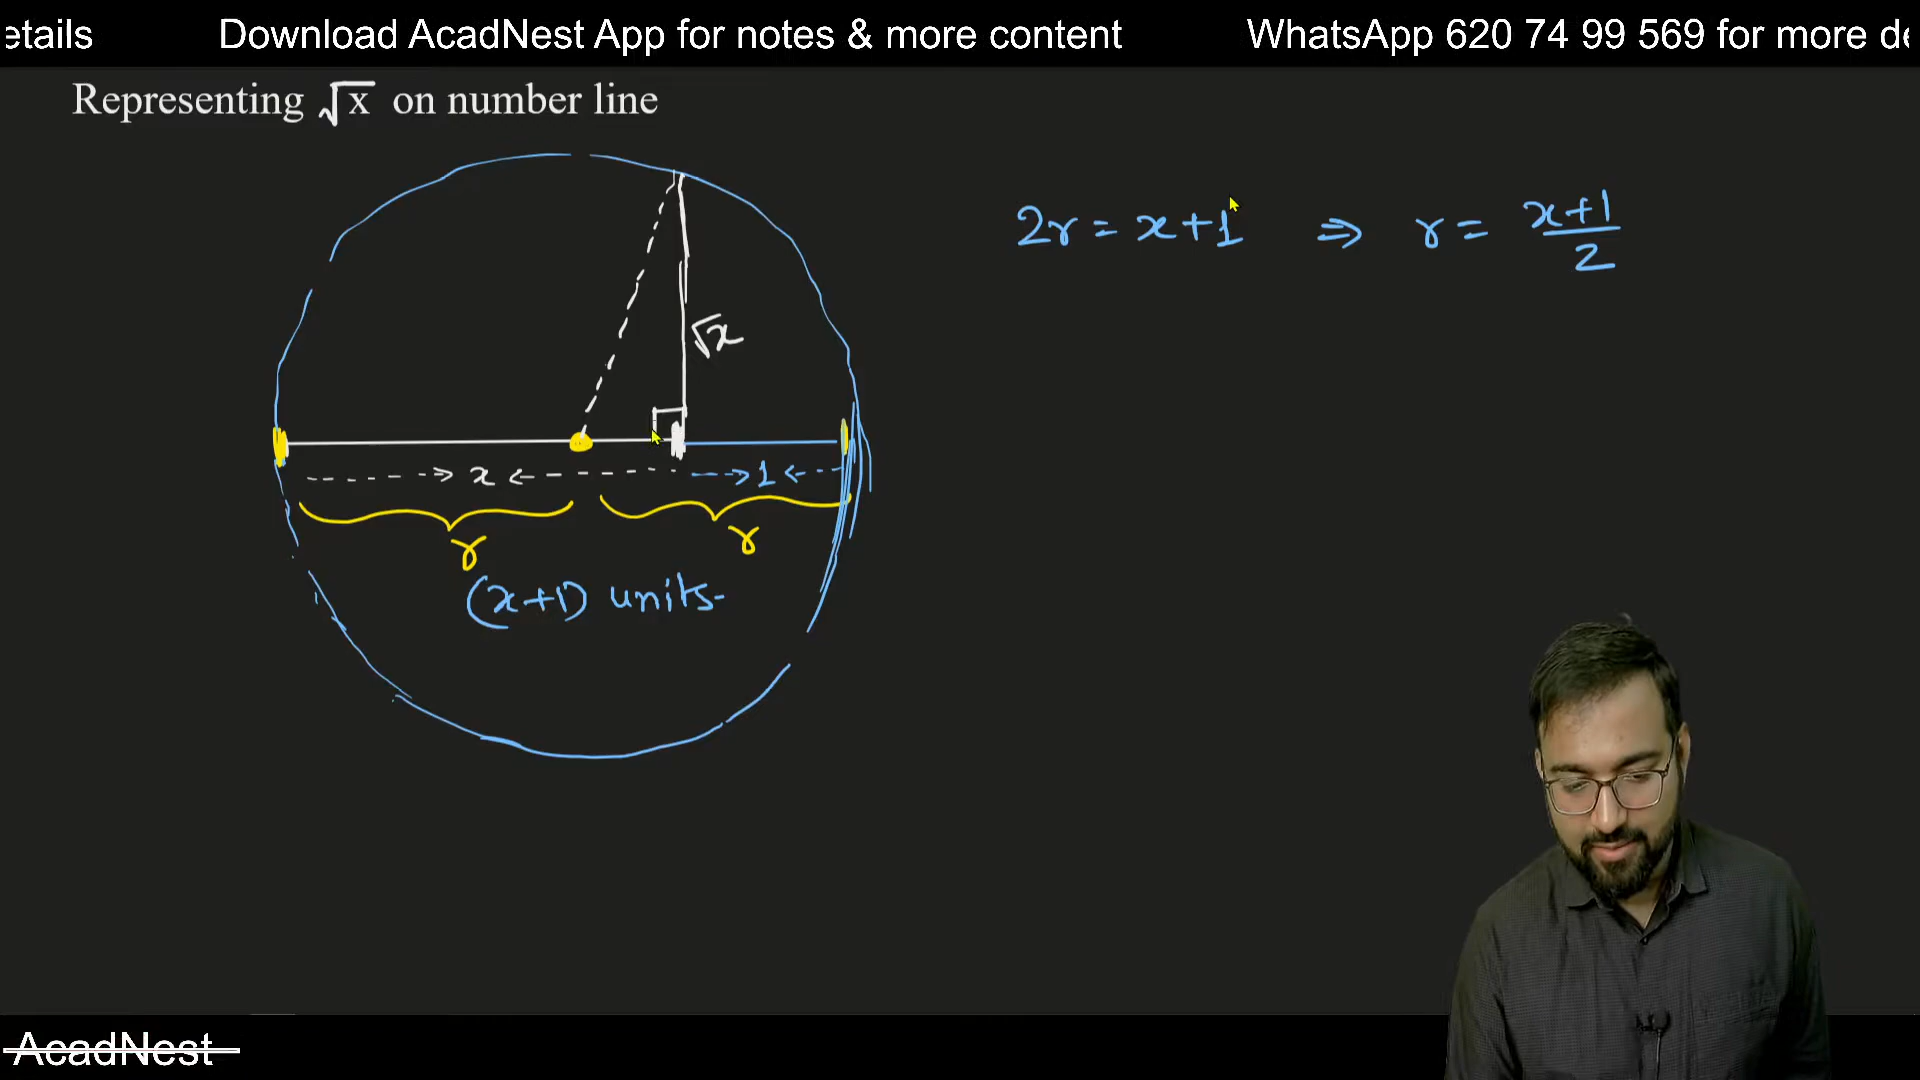 etails Download AcadNest App for notes & more content WhatsApp 620 74 99 569 for more de
Representing √x on number line
2r = x+1 ⇒ r = (x+1)/2
√x
-------> x <------- ---->1<----
r r
(x+1) units
AcadNest